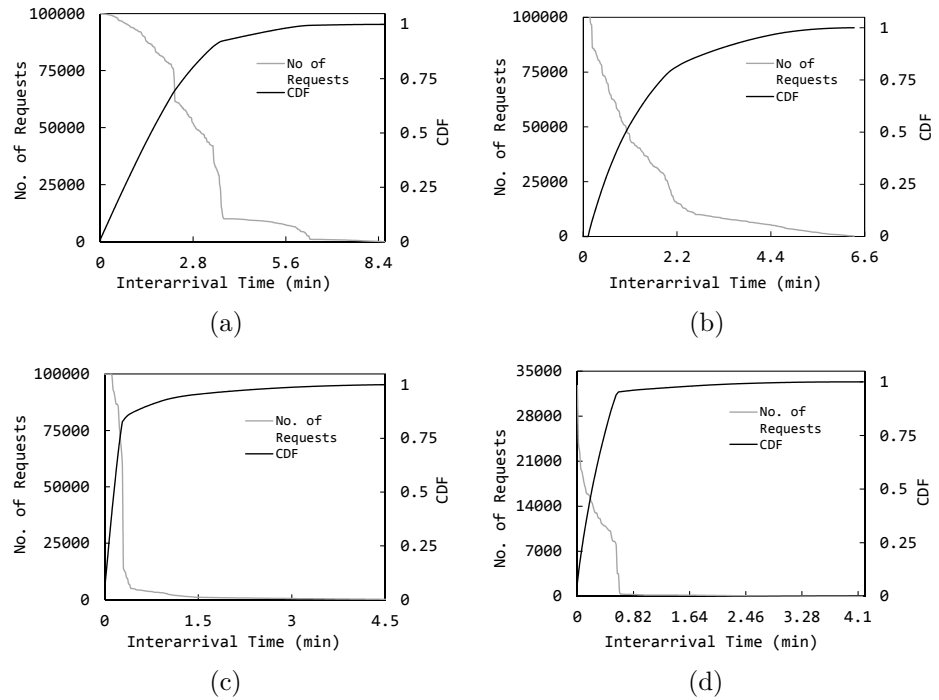 100000
75000
50000
25000
0
No. of Requests
1
0.75
0.5
0.25
0
CDF
No of
Requests
CDF
0 2.8 5.6 8.4
Interarrival Time (min)
(a)
100000
75000
50000
25000
0
No. of Requests
1
0.75
0.5
0.25
0
CDF
No of
Requests
CDF
0 2.2 4.4 6.6
Interarrival Time (min)
(b)
100000
75000
50000
25000
0
No. of Requests
1
0.75
0.5
0.25
0
CDF
No. of
Requests
CDF
0 1.5 3 4.5
Interarrival Time (min)
(c)
35000
28000
21000
14000
7000
0
No. of Requests
1
0.75
0.5
0.25
0
CDF
No. of
Requests
CDF
0 0.82 1.64 2.46 3.28 4.1
Interarrival Time (min)
(d)